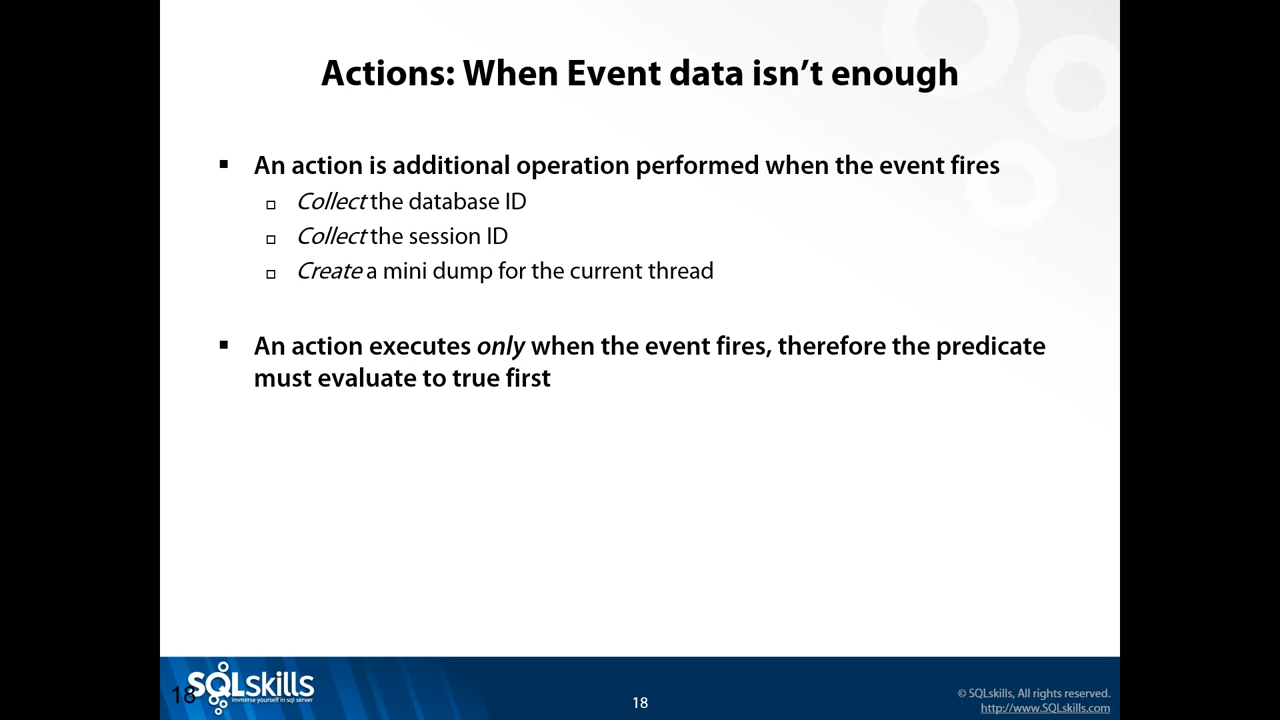 Actions: When Event data isn't enough
▪ An action is additional operation performed when the event fires
▫ Collect the database ID
▫ Collect the session ID
▫ Create a mini dump for the current thread
▪ An action executes only when the event fires, therefore the predicate
must evaluate to true first
18
SQLskills
immerse yourself in sql server
18
© SQLskills, All rights reserved.
http://www.SQLskills.com